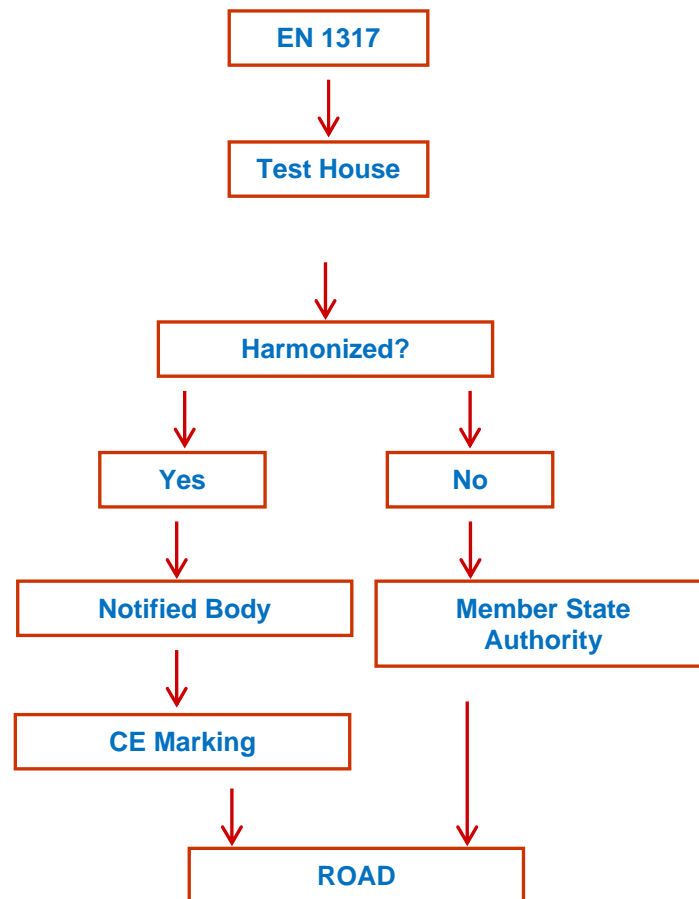 EN 1317
Test House
Harmonized?
Yes
No
Notified Body
Member State
Authority
CE Marking
ROAD